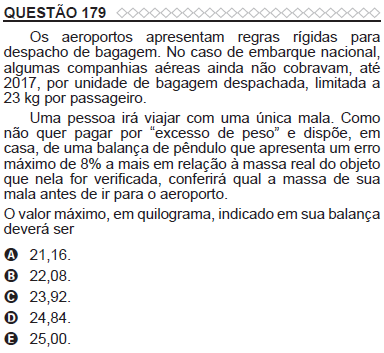 QUESTÃO 179
Os aeroportos apresentam regras rígidas para
despacho de bagagem. No caso de embarque nacional,
algumas companhias aéreas ainda não cobravam, até
2017, por unidade de bagagem despachada, limitada a
23 kg por passageiro.
Uma pessoa irá viajar com uma única mala. Como
não quer pagar por “excesso de peso” e dispõe, em
casa, de uma balança de pêndulo que apresenta um erro
máximo de 8% a mais em relação à massa real do objeto
que nela for verificada, conferirá qual a massa de sua
mala antes de ir para o aeroporto.
O valor máximo, em quilograma, indicado em sua balança
deverá ser
A 21,16.
B 22,08.
C 23,92.
D 24,84.
E 25,00.